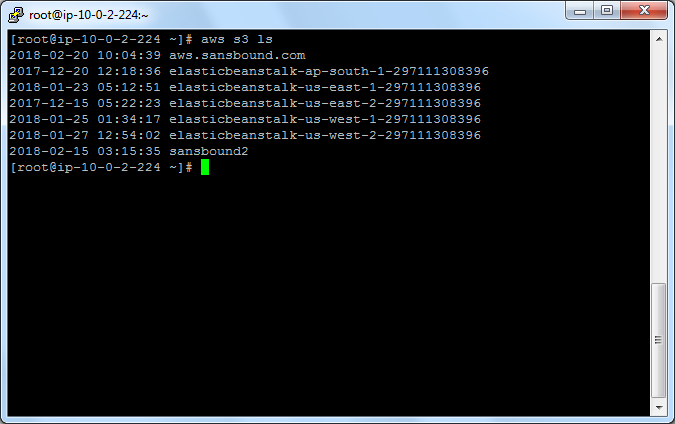 root@ip-10-0-2-224:~
[root@ip-10-0-2-224 ~]# aws s3 ls
2018-02-20 10:04:39 aws.sansbound.com
2017-12-20 12:18:36 elasticbeanstalk-ap-south-1-297111308396
2018-01-23 05:12:51 elasticbeanstalk-us-east-1-297111308396
2017-12-15 05:22:23 elasticbeanstalk-us-east-2-297111308396
2018-01-25 01:34:17 elasticbeanstalk-us-west-1-297111308396
2018-01-27 12:54:02 elasticbeanstalk-us-west-2-297111308396
2018-02-15 03:15:35 sansbound2
[root@ip-10-0-2-224 ~]#